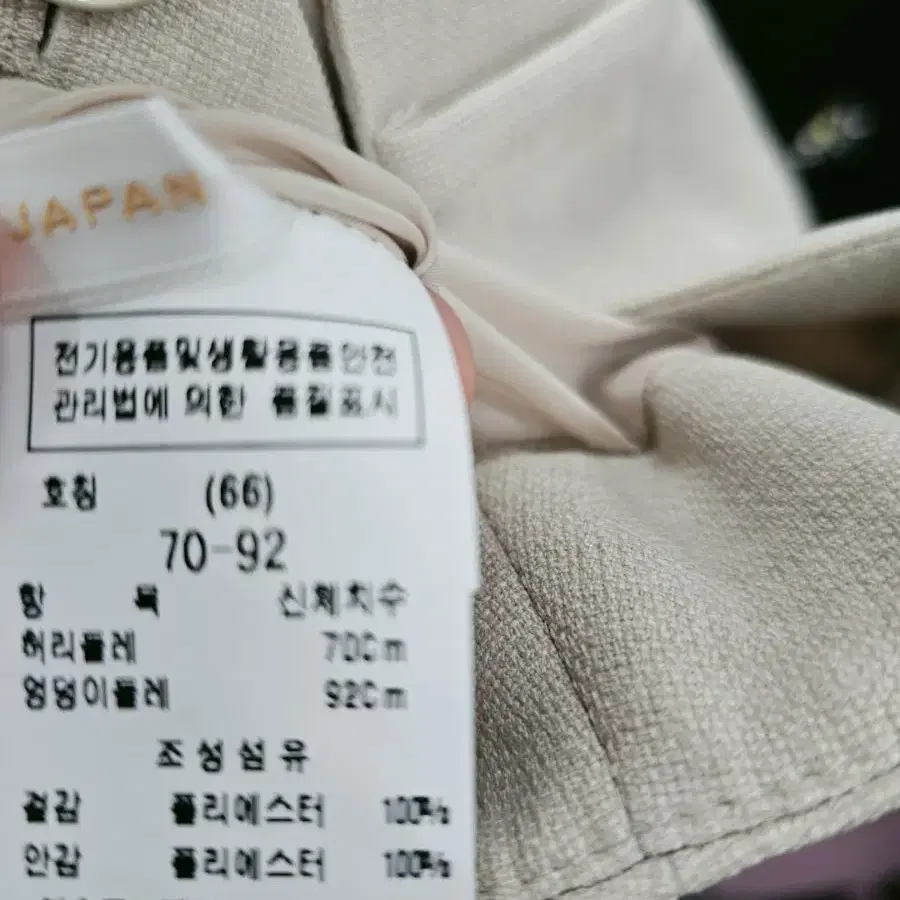 JAPAN
전기용품및생활용품안전
관리법에 의한 품질표시
호칭 (66)
70-92
항 목 신체치수
허리둘레 70Cm
엉덩이둘레 92Cm
조성섬유
겉감 폴리에스터 100%
안감 폴리에스터 100%